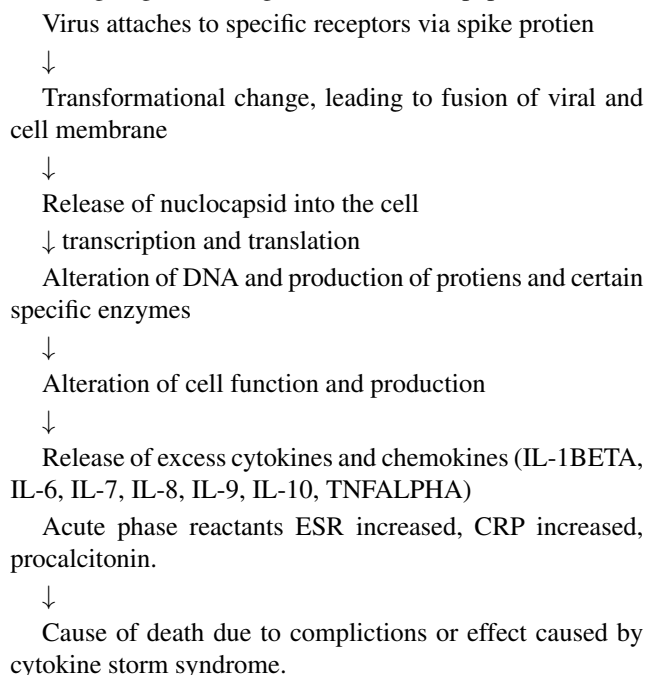 Virus attaches to specific receptors via spike protien
↓
Transformational change, leading to fusion of viral and
cell membrane
↓
Release of nuclocapsid into the cell
↓ transcription and translation
Alteration of DNA and production of protiens and certain
specific enzymes
↓
Alteration of cell function and production
↓
Release of excess cytokines and chemokines (IL-1BETA,
IL-6, IL-7, IL-8, IL-9, IL-10, TNFALPHA)
Acute phase reactants ESR increased, CRP increased,
procalcitonin.
↓
Cause of death due to complictions or effect caused by
cytokine storm syndrome.